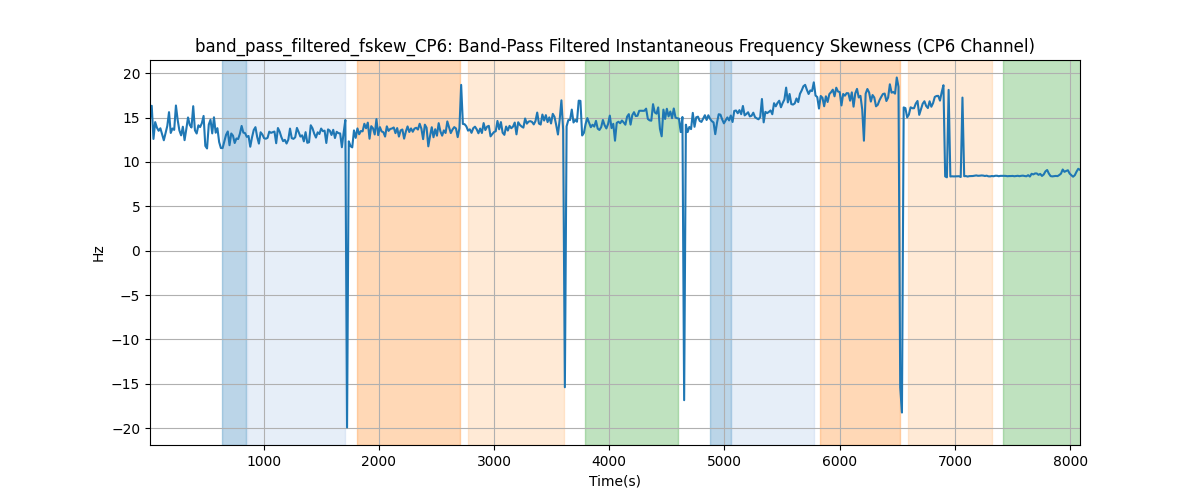 band_pass_filtered_fskew_CP6: Band-Pass Filtered Instantaneous Frequency Skewness (CP6 Channel)
20
15
10
5
0
−5
−10
−15
−20
Hz
1000 2000 3000 4000 5000 6000 7000 8000
Time(s)